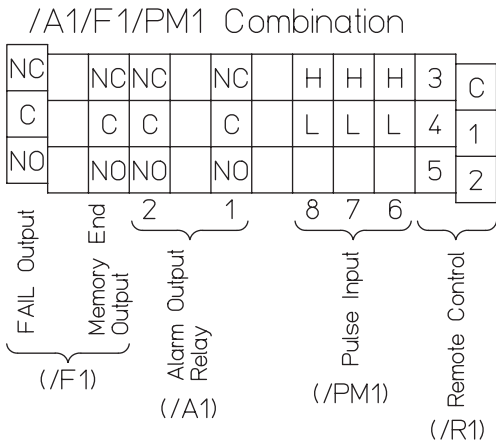 /A1/F1/PM1 Combination
NC NC NC NC H H H 3 C
C C C C L L L 4 1
NO NO NO NO 5 2
2 1 8 7 6
FAIL Output
Memory End
Output
Alarm Output
Relay
Pulse Input
Remote Control
(/F1)
(/A1)
(/PM1)
(/R1)